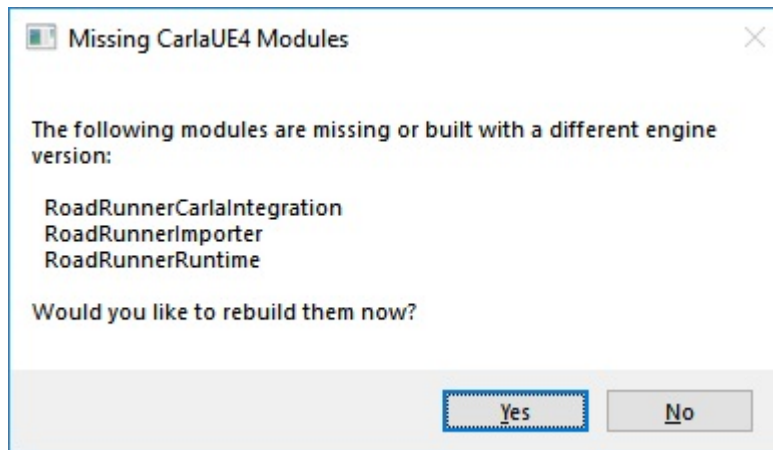 Missing CarlaUE4 Modules
The following modules are missing or built with a different engine
version:
RoadRunnerCarlaIntegration
RoadRunnerImporter
RoadRunnerRuntime
Would you like to rebuild them now?
Yes
No